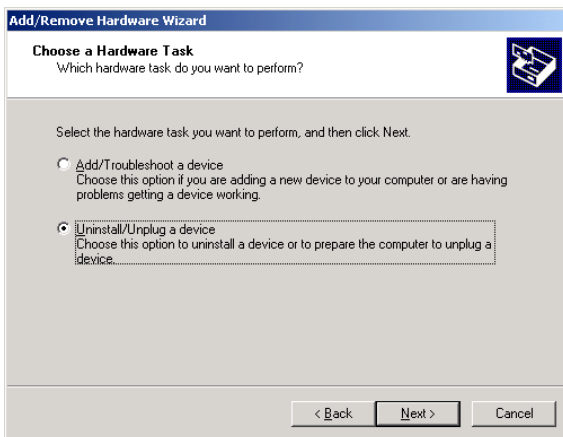 Add/Remove Hardware Wizard
Choose a Hardware Task
Which hardware task do you want to perform?
Select the hardware task you want to perform, and then click Next.
Add/Troubleshoot a device
Choose this option if you are adding a new device to your computer or are having
problems getting a device working.
Uninstall/Unplug a device
Choose this option to uninstall a device or to prepare the computer to unplug a
device.
< Back Next > Cancel